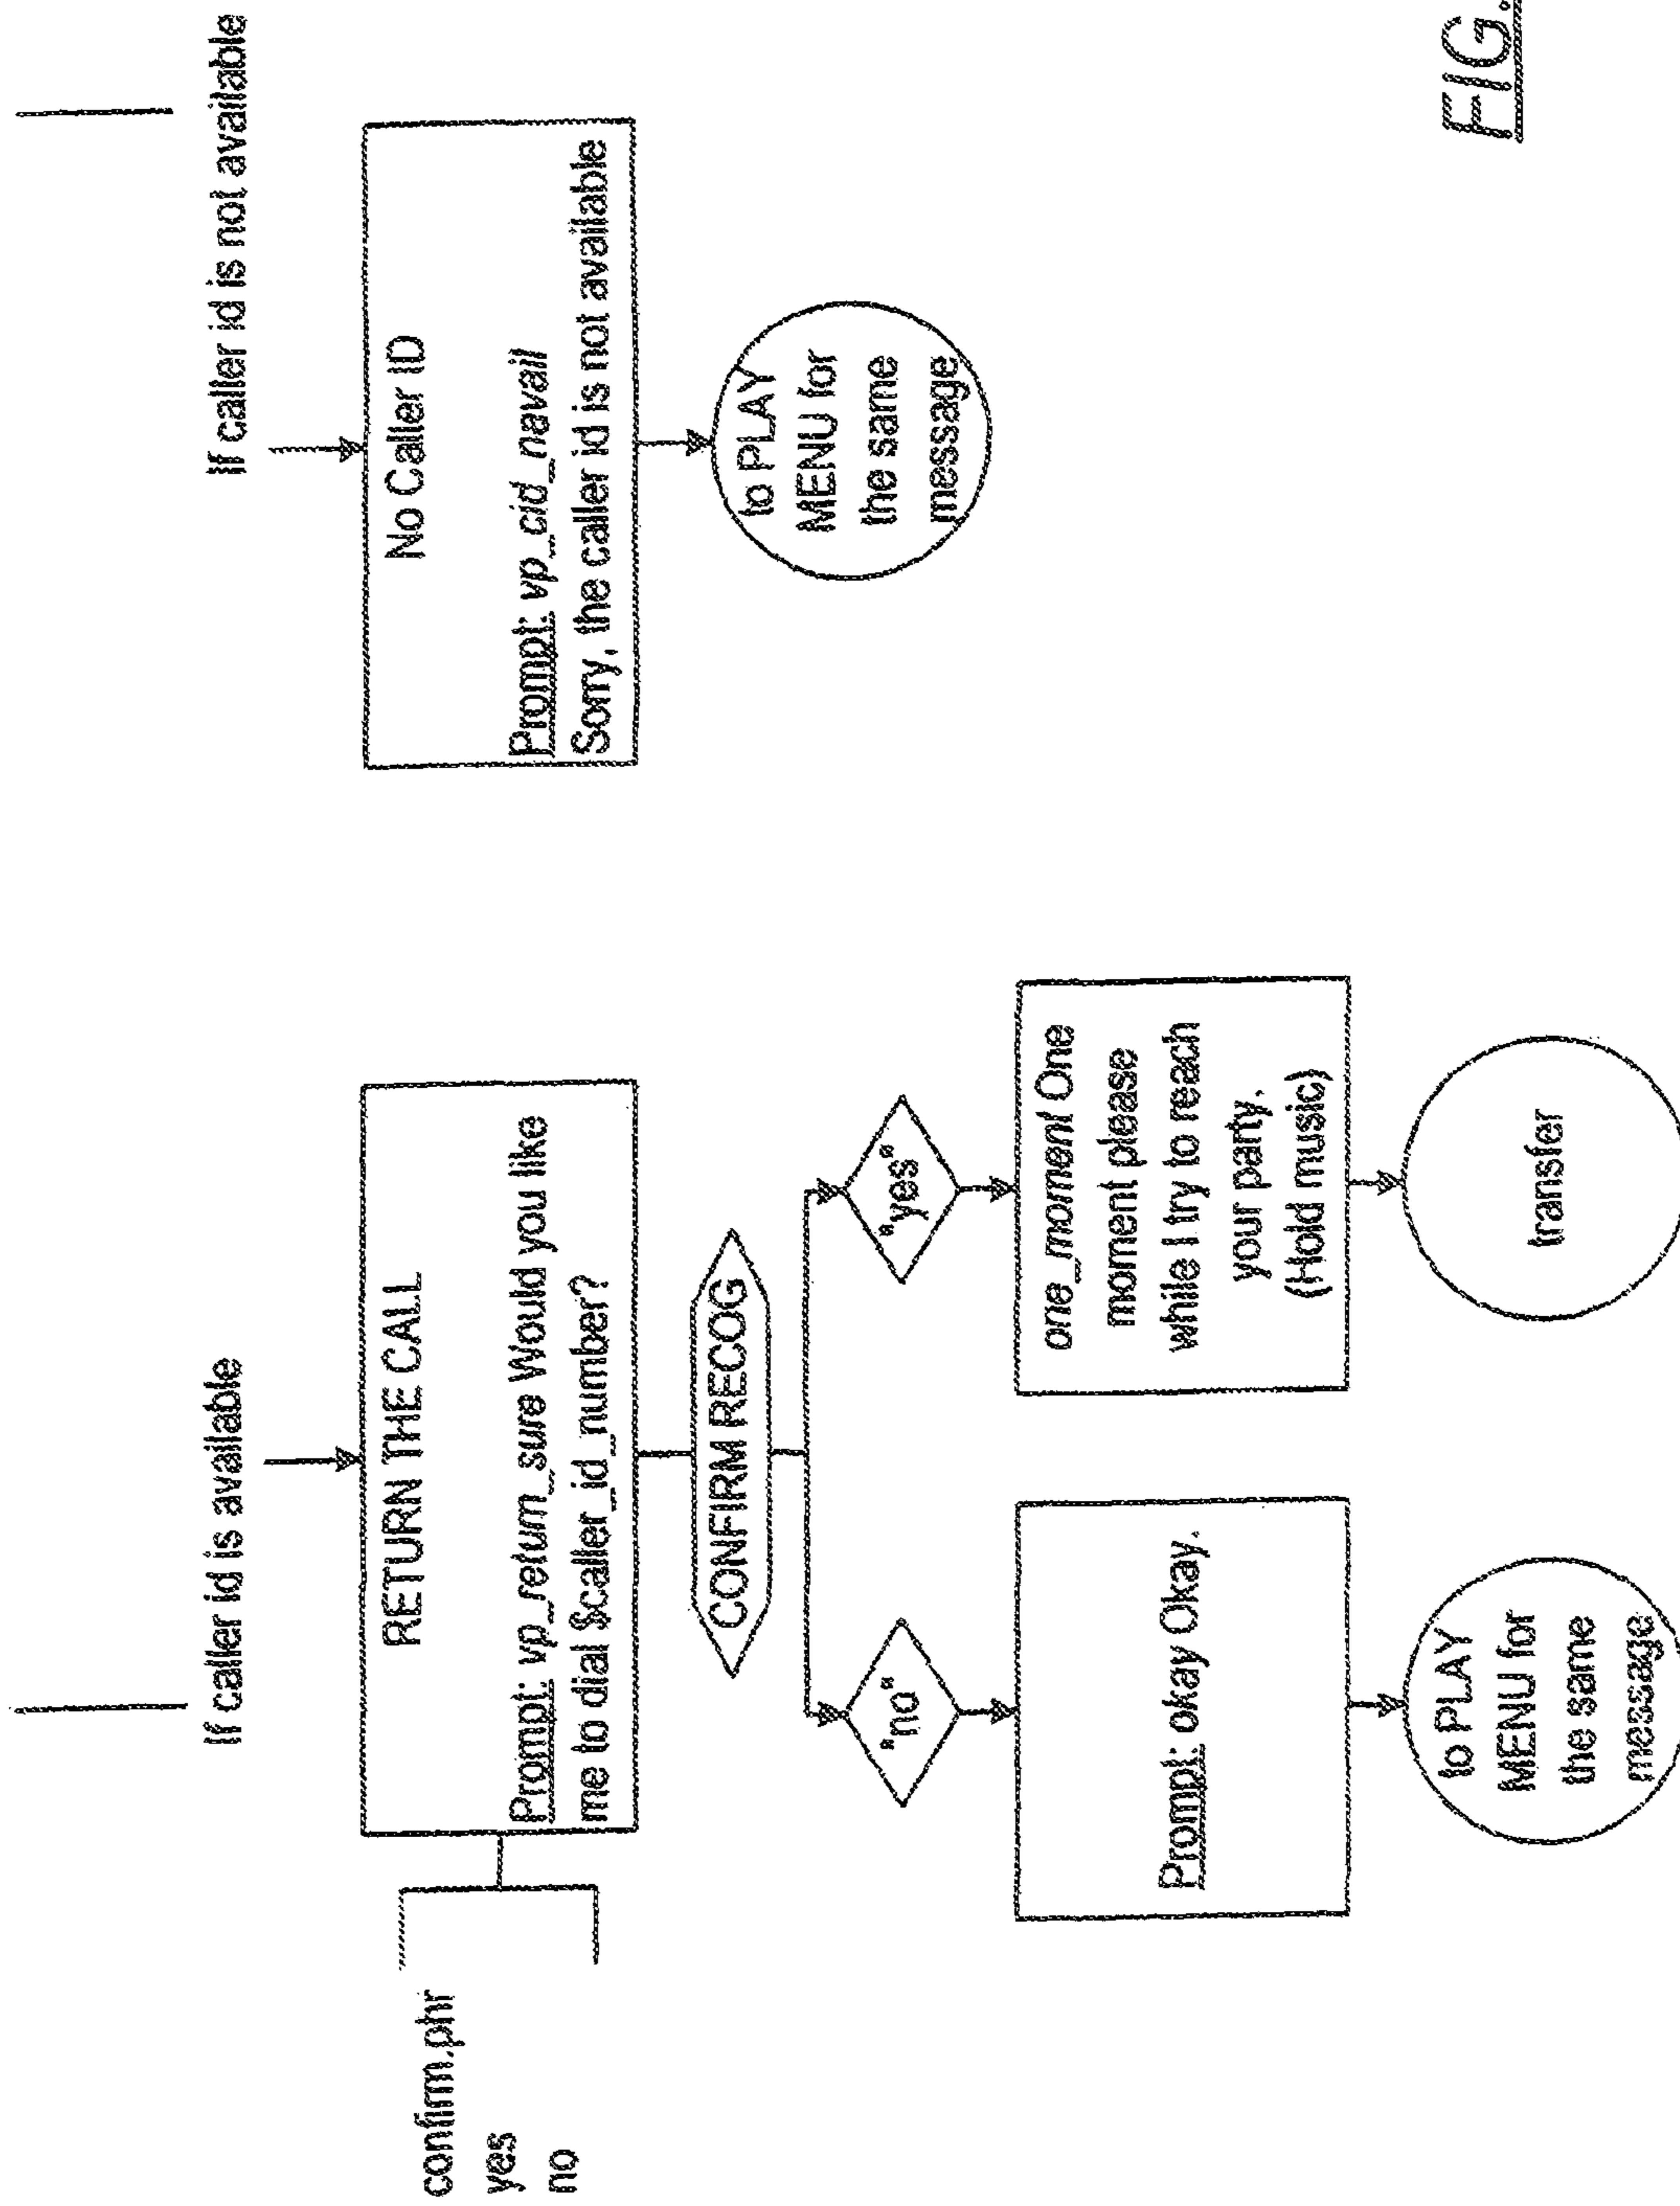 If caller id is available
RETURN THE CALL
Prompt: vp_return_sure Would you like
me to dial $caller_id_number?
confirm.phr
yes
no
CONFIRM RECOG
"no"
Prompt: okay Okay.
to PLAY
MENU for
the same
message
"yes"
one_moment One
moment please
while I try to reach
your party.
(Hold music)
transfer
If caller id is not available
No Caller ID
Prompt: vp_cid_navail
Sorry, the caller id is not available
to PLAY
MENU for
the same
message
FIG.